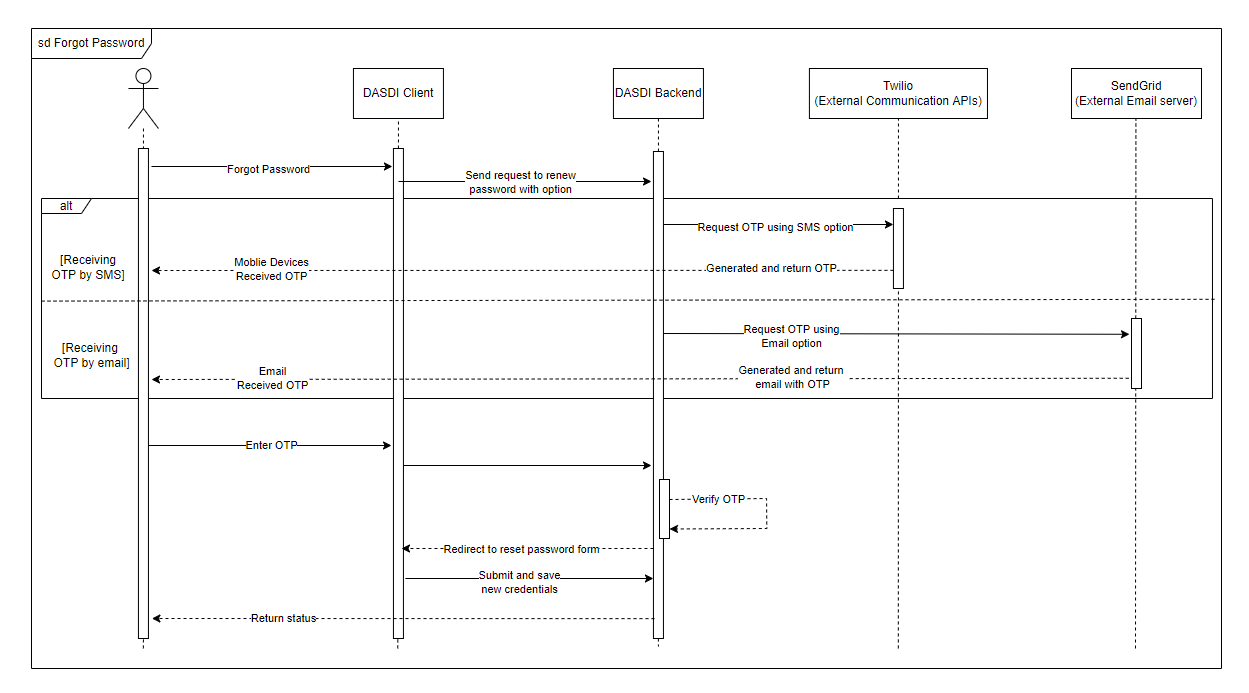 sd Forgot Password
DASDI Client
DASDI Backend
Twilio
(External Communication APIs)
SendGrid
(External Email server)
Forgot Password
Send request to renew
password with option
alt
Request OTP using SMS option
[Receiving
OTP by SMS]
Moblie Devices
Received OTP
Generated and return OTP
Request OTP using
Email option
[Receiving
OTP by email]
Email
Received OTP
Generated and return
email with OTP
Enter OTP
Verify OTP
Redirect to reset password form
Submit and save
new credentials
Return status